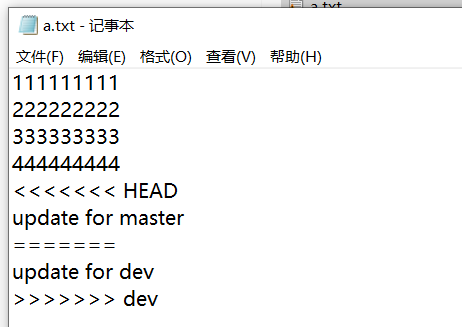 a.txt
a.txt - 记事本
文件(F) 编辑(E) 格式(O) 查看(V) 帮助(H)
111111111
222222222
333333333
444444444
<<<<<<< HEAD
update for master
=======
update for dev
>>>>>>> dev